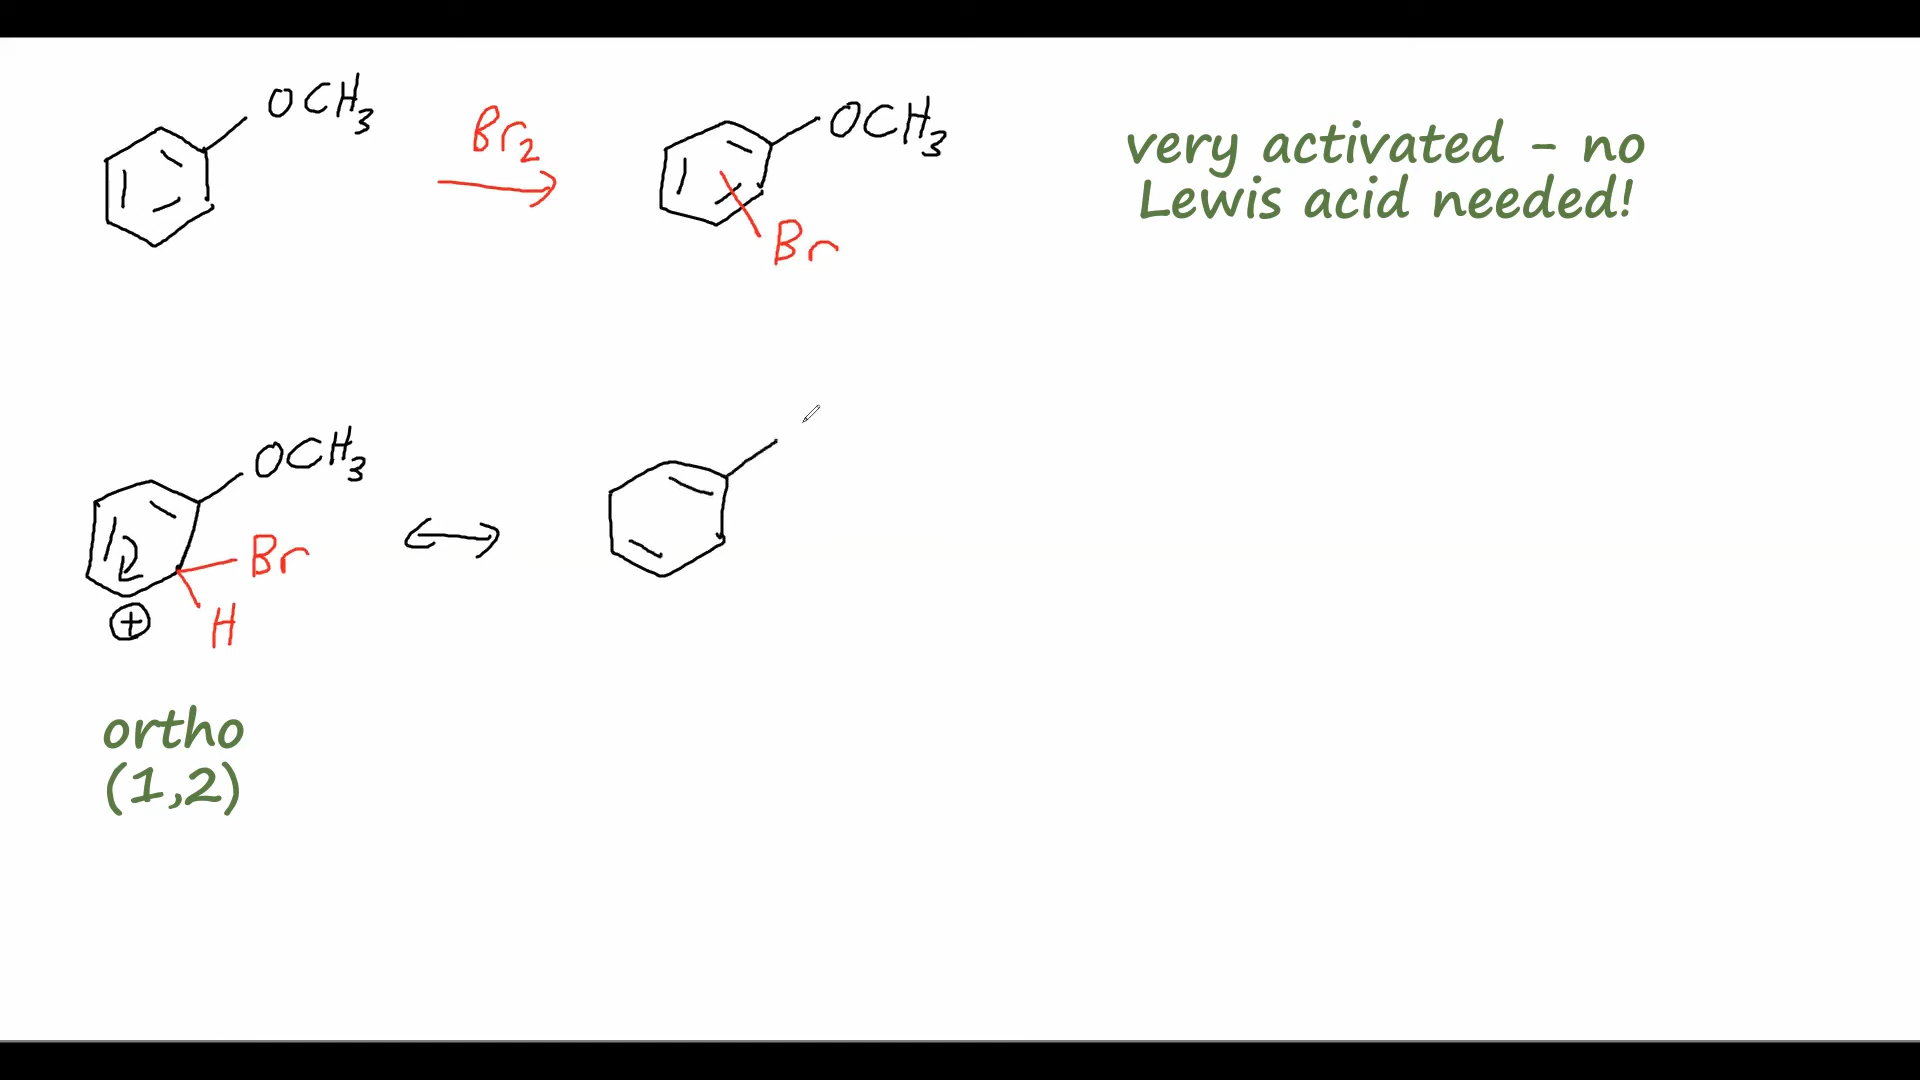 OCH₃
Br₂
OCH₃
Br
very activated - no
Lewis acid needed!
OCH₃
Br
H
⊕
ortho
(1,2)